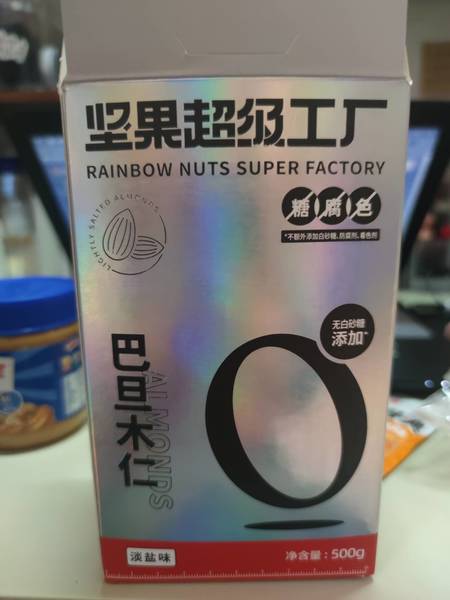 坚果超级工厂
RAINBOW NUTS SUPER FACTORY
LIGHTLY SALTED ALMONDS
糖 腐 色
*不额外添加白砂糖、防腐剂、着色剂
无白砂糖
添加*
0
巴旦木仁
ALMONDS
淡盐味
净含量：500g